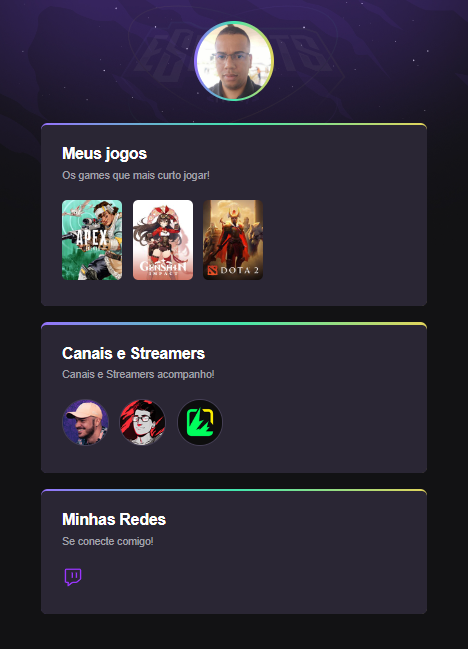 ESPORTS
Meus jogos
Os games que mais curto jogar!
APEX
GENSHIN
IMPACT
DOTA 2
Canais e Streamers
Canais e Streamers acompanho!
Minhas Redes
Se conecte comigo!